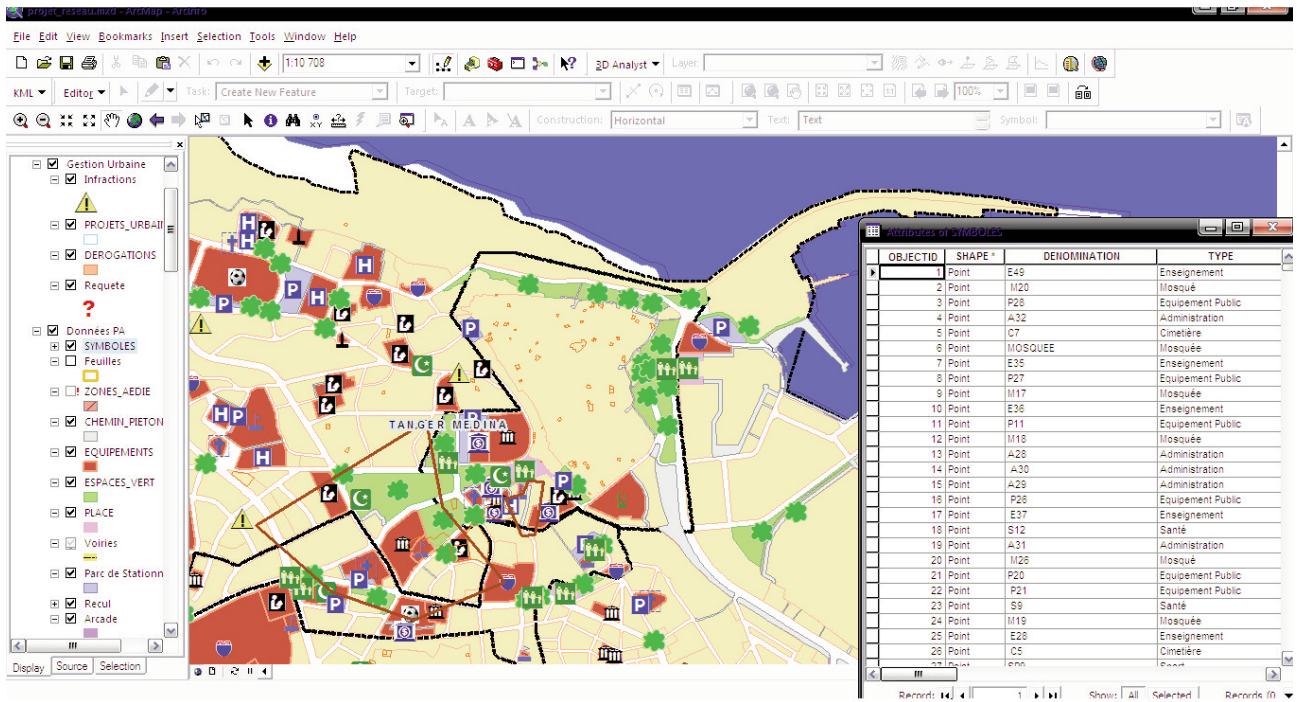 projet_reseau.mxd - ArcMap - ArcInfo
File Edit View Bookmarks Insert Selection Tools Window Help
1:10 708 3D Analyst Layer:
KML Editor Task: Create New Feature Target: 100%
Construction: Horizontal Text: Text Symbol:
Gestion Urbaine
Infractions
PROJETS_URBAI
DEROGATIONS
Requete
?
Données PA
SYMBOLES
Feuilles
ZONES_AEDIE
CHEMIN_PIETON
EQUIPEMENTS
ESPACES_VERT
PLACE
Voiries
Parc de Stationn
Recul
Arcade
Display Source Selection
TANGER MEDINA
Attributes of SYMBOLES
OBJECTID SHAPE * DENOMINATION TYPE
1 Point E49 Enseignement
2 Point M20 Mosqué
3 Point P28 Equipement Public
4 Point A32 Administration
5 Point C7 Cimetière
6 Point MOSQUEE Mosquée
7 Point E35 Enseignement
8 Point P27 Equipement Public
9 Point M17 Mosquée
10 Point E36 Enseignement
11 Point P11 Equipement Public
12 Point M18 Mosquée
13 Point A28 Administration
14 Point A30 Administration
15 Point A29 Administration
16 Point P26 Equipement Public
17 Point E37 Enseignement
18 Point S12 Santé
19 Point A31 Administration
20 Point M26 Mosqué
21 Point P20 Equipement Public
22 Point P21 Equipement Public
23 Point S9 Santé
24 Point M19 Mosquée
25 Point E28 Enseignement
26 Point C5 Cimetière
27 Point Sport
Record: 1 Show: All Selected Records (0